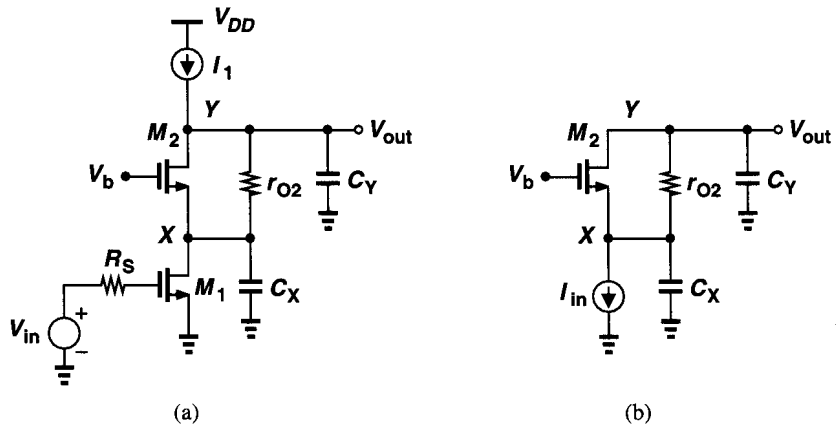 V_DD
I_1
Y
M_2
V_out
V_b
r_O2
C_Y
X
R_S
M_1
C_X
V_in
+
−
(a)
Y
M_2
V_out
V_b
r_O2
C_Y
X
I_in
C_X
(b)